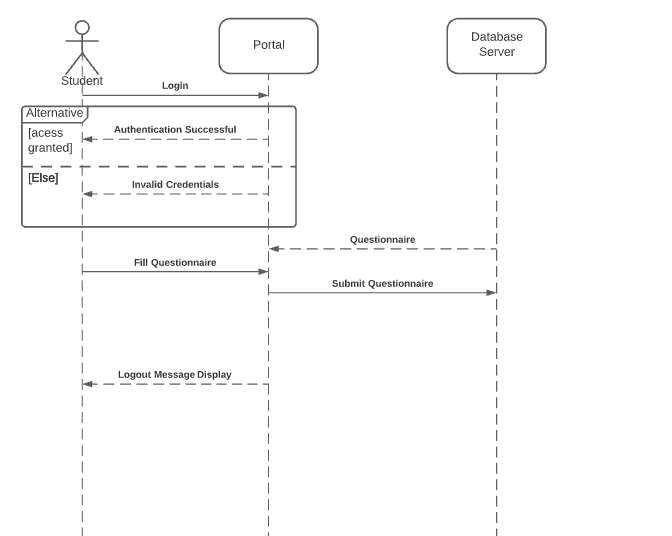 Student
Portal
Database
Server
Login
Alternative
[acess
granted]
Authentication Successful
[Else]
Invalid Credentials
Questionnaire
Fill Questionnaire
Submit Questionnaire
Logout Message Display